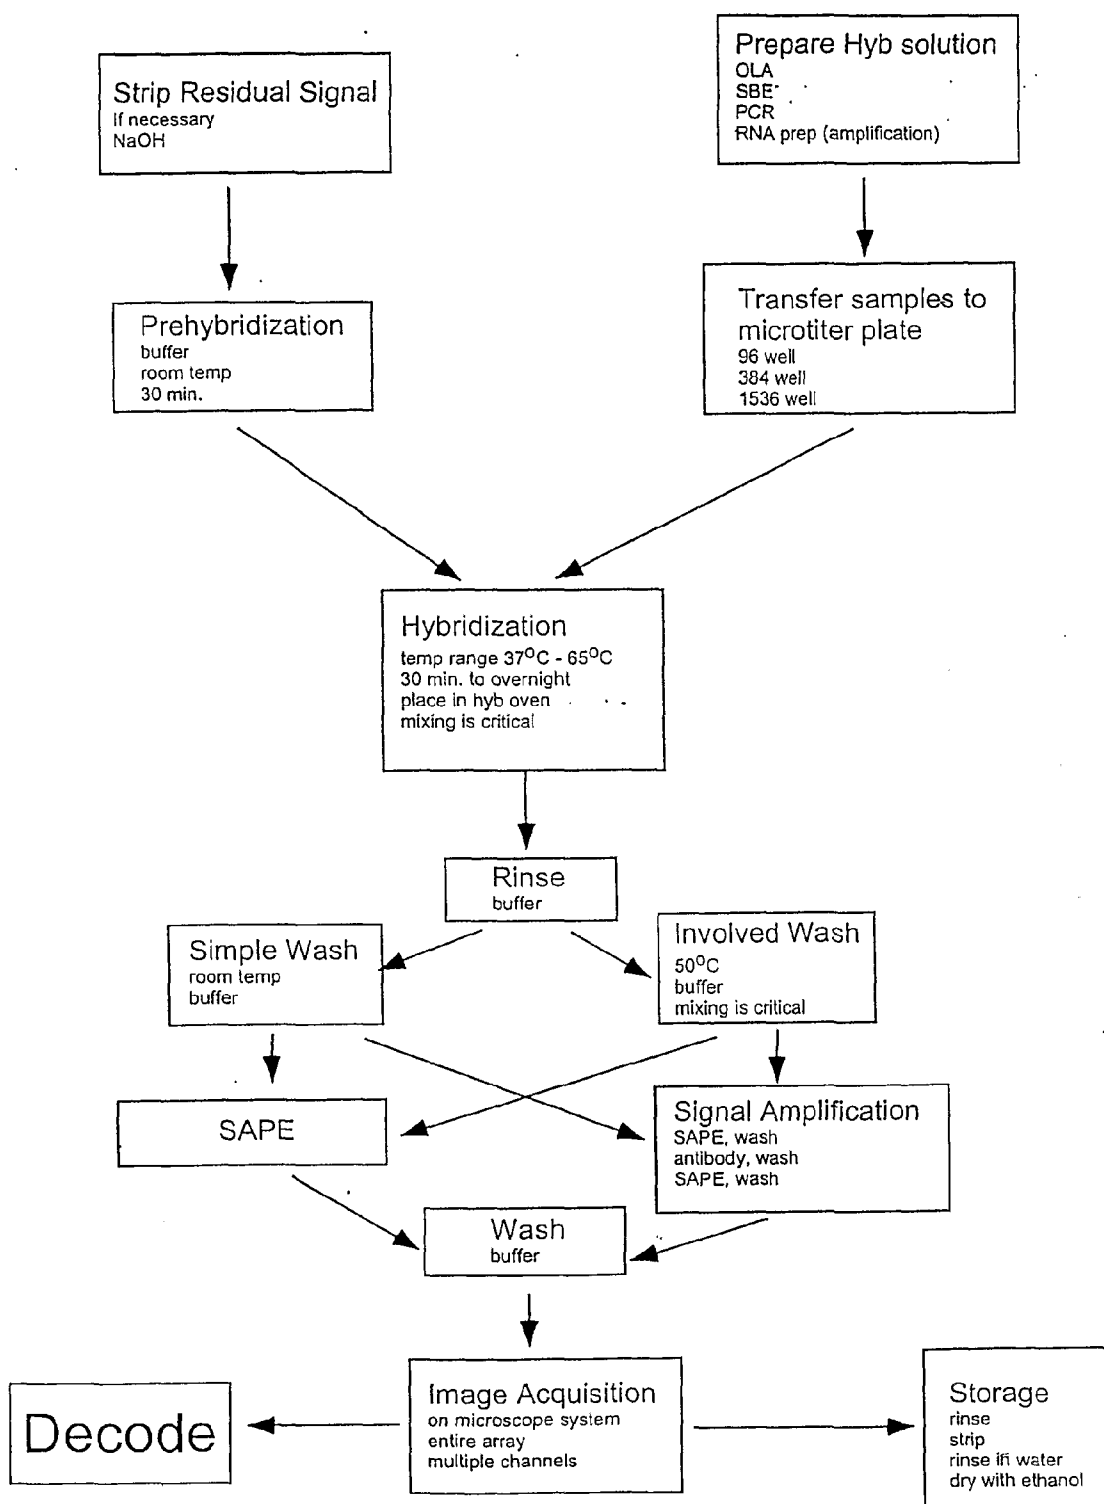 Strip Residual Signal
If necessary
NaOH
Prepare Hyb solution
OLA
SBE
PCR
RNA prep (amplification)
Prehybridization
buffer
room temp
30 min.
Transfer samples to
microtiter plate
96 well
384 well
1536 well
Hybridization
temp range 37°C - 65°C
30 min. to overnight
place in hyb oven
mixing is critical
Rinse
buffer
Simple Wash
room temp
buffer
Involved Wash
50°C
buffer
mixing is critical
SAPE
Signal Amplification
SAPE, wash
antibody, wash
SAPE, wash
Wash
buffer
Decode
Image Acquisition
on microscope system
entire array
multiple channels
Storage
rinse
strip
rinse in water
dry with ethanol